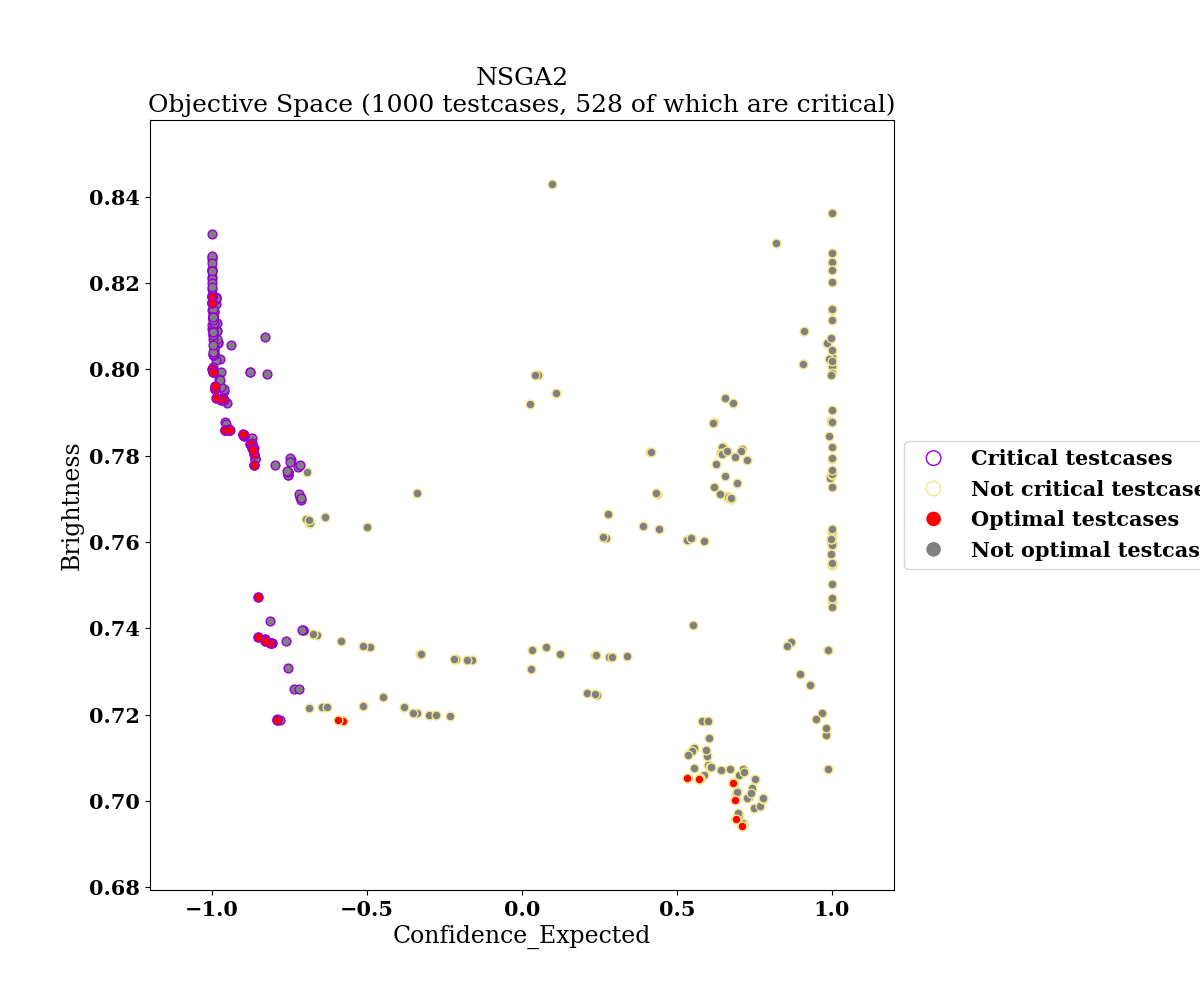 NSGA2
Objective Space (1000 testcases, 528 of which are critical)
0.84
0.82
0.80
0.78
0.76
0.74
0.72
0.70
0.68
Brightness
−1.0
−0.5
0.0
0.5
1.0
Confidence_Expected
Critical testcases
Not critical testcase
Optimal testcases
Not optimal testcas